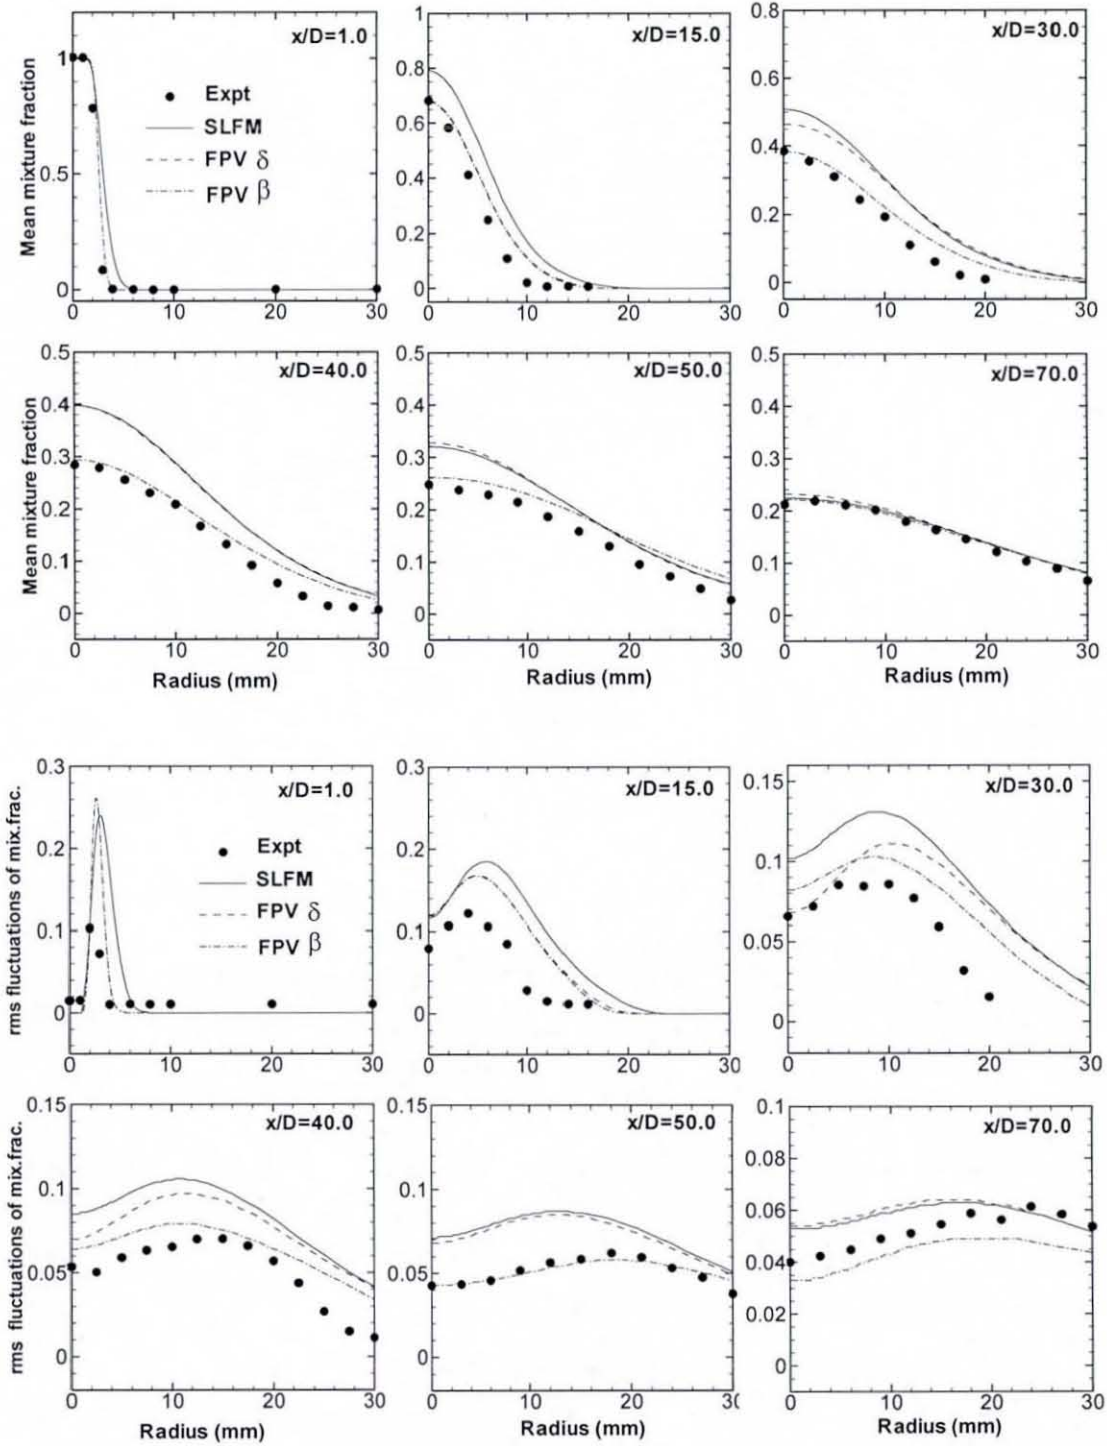 x/D=1.0
Expt
SLFM
FPV δ
FPV β
Mean mixture fraction
1
0.5
0
0 10 20 30
x/D=15.0
1
0.8
0.6
0.4
0.2
0
0 10 20 30
x/D=30.0
0.8
0.6
0.4
0.2
0
0 10 20 30
x/D=40.0
Mean mixture fraction
0.5
0.4
0.3
0.2
0.1
0
0 10 20 30
Radius (mm)
x/D=50.0
0.5
0.4
0.3
0.2
0.1
0
0 10 20 30
Radius (mm)
x/D=70.0
0.5
0.4
0.3
0.2
0.1
0
0 10 20 30
Radius (mm)
x/D=1.0
Expt
SLFM
FPV δ
FPV β
rms fluctuations of mix.frac.
0.3
0.2
0.1
0
0 10 20 30
x/D=15.0
0.3
0.2
0.1
0
0 10 20 30
x/D=30.0
0.15
0.1
0.05
0
0 10 20 30
x/D=40.0
rms fluctuations of mix.frac.
0.15
0.1
0.05
0
0 10 20 30
Radius (mm)
x/D=50.0
0.15
0.1
0.05
0
0 10 20 30
Radius (mm)
x/D=70.0
0.1
0.08
0.06
0.04
0.02
0
0 10 20 30
Radius (mm)